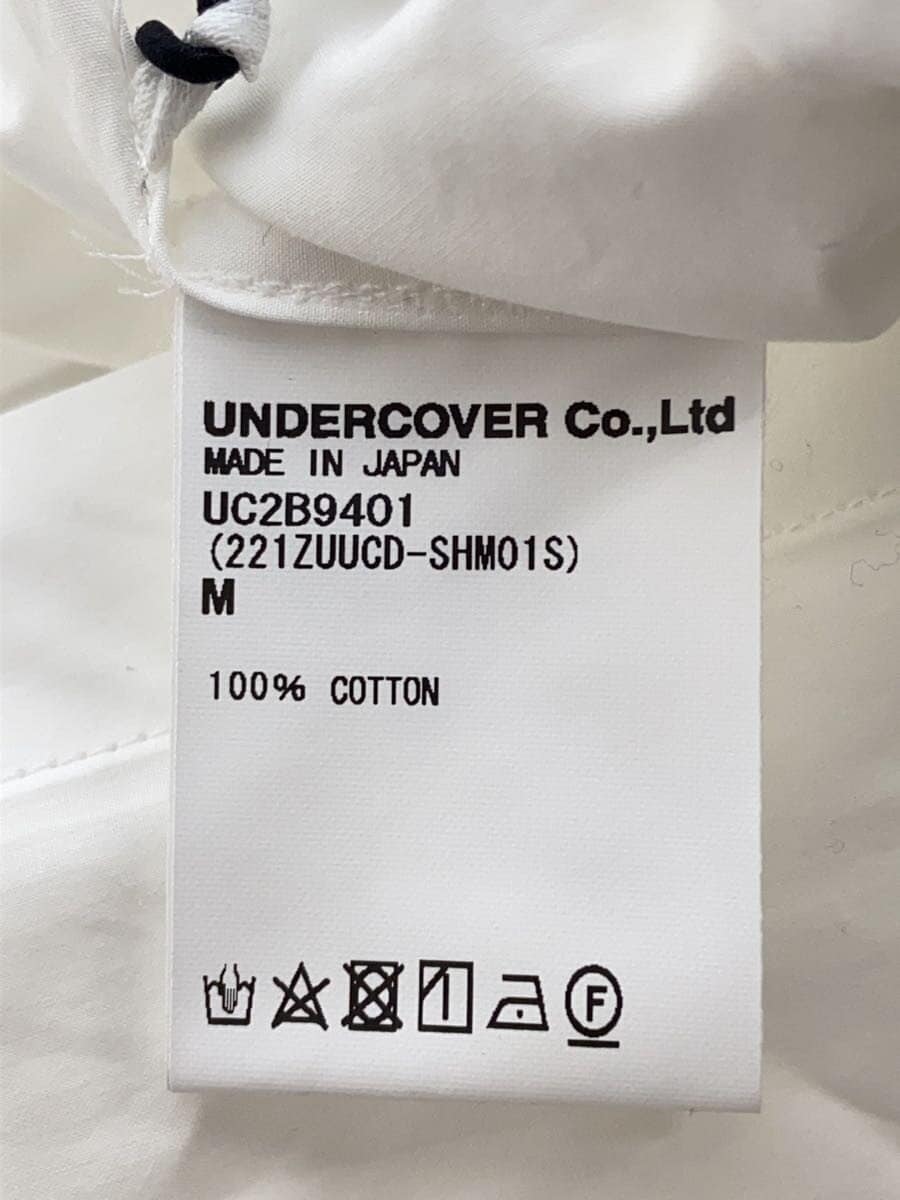 UNDERCOVER Co.,Ltd
MADE IN JAPAN
UC2B9401
(221ZUUCD-SHM01S)
M
100% COTTON
F